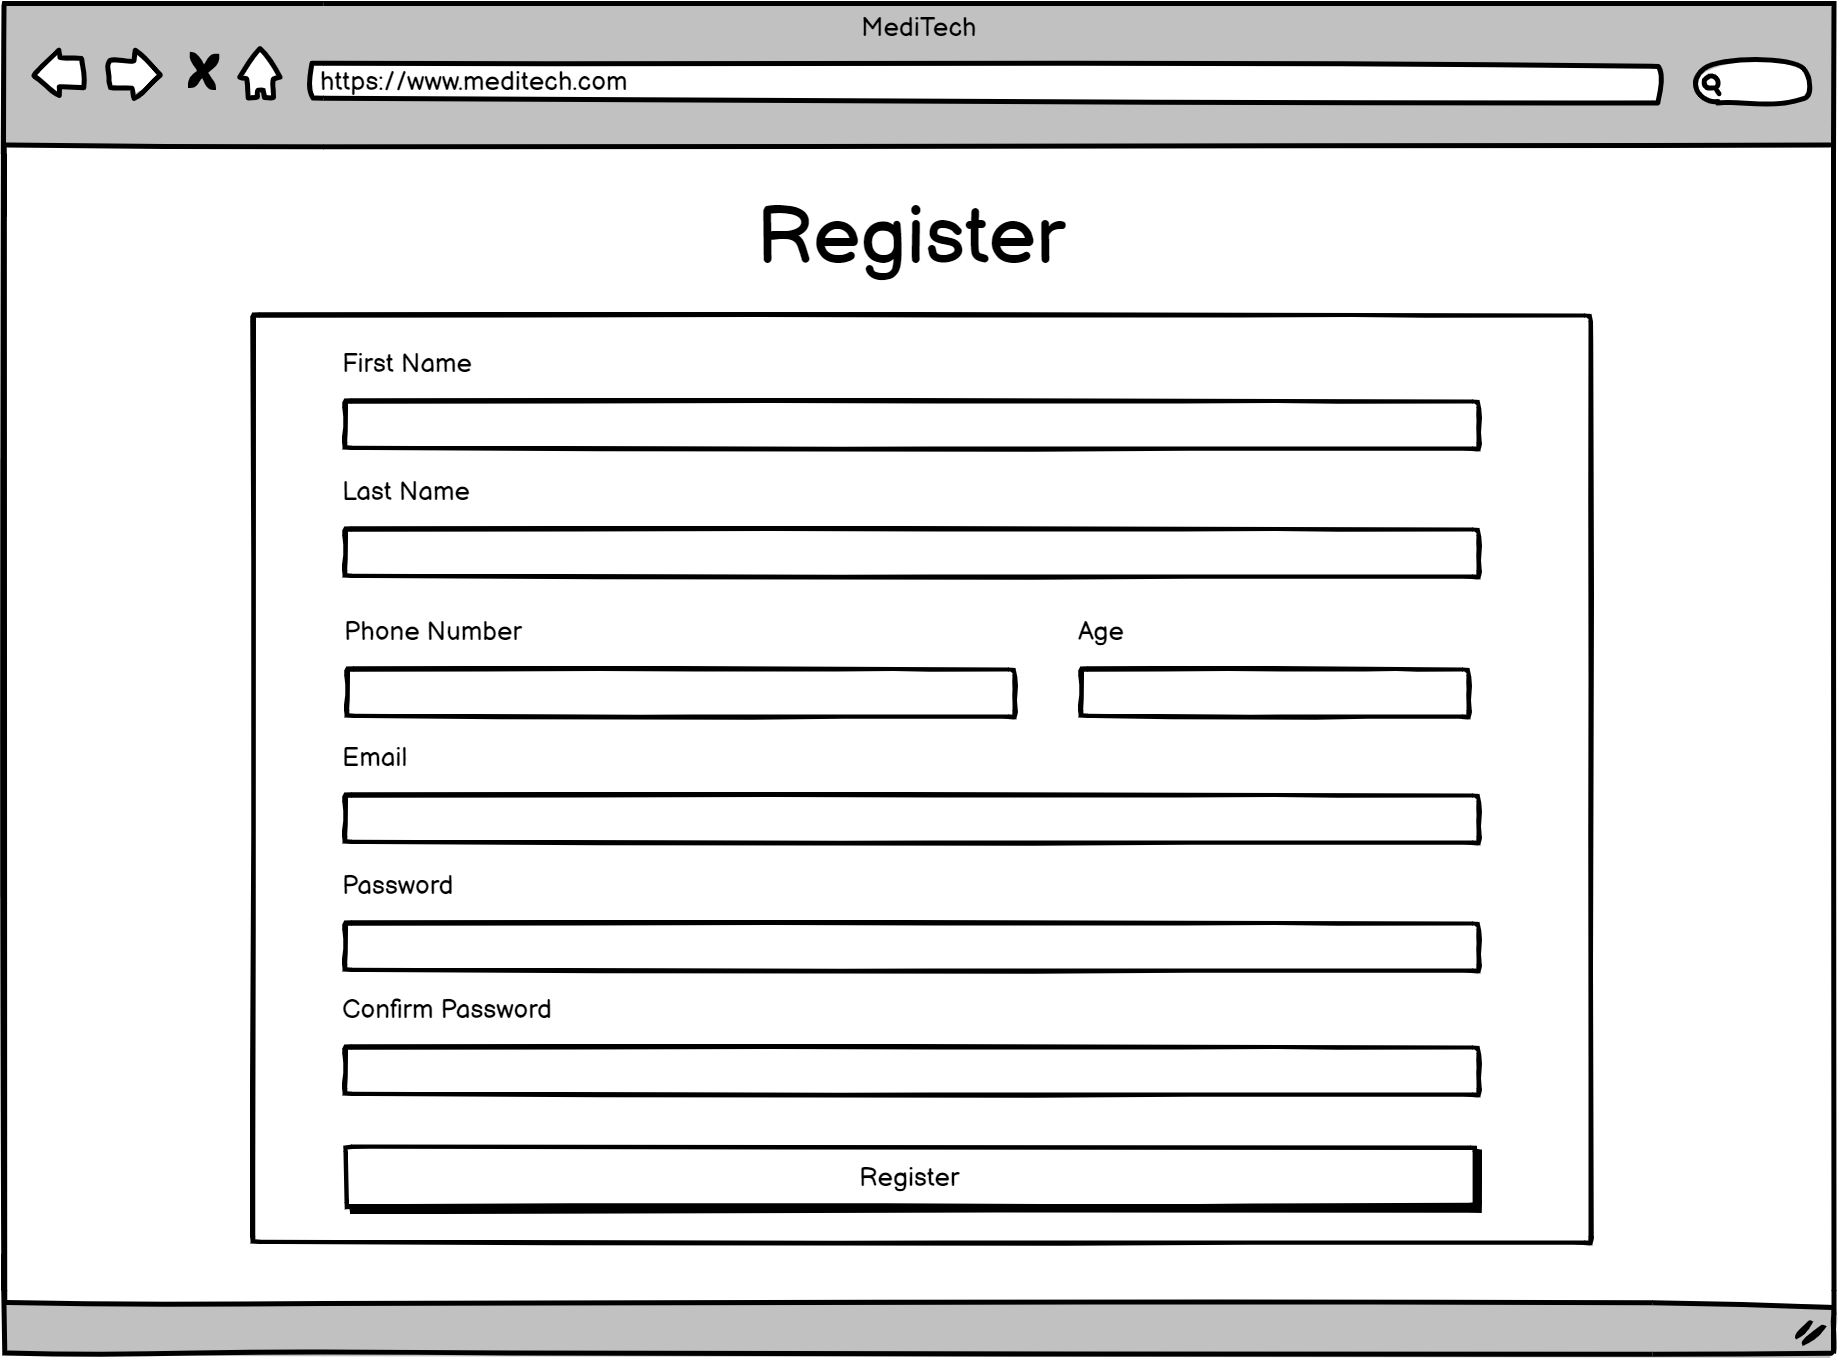 MediTech
https://www.meditech.com
Register
First Name
Last Name
Phone Number Age
Email
Password
Confirm Password
Register